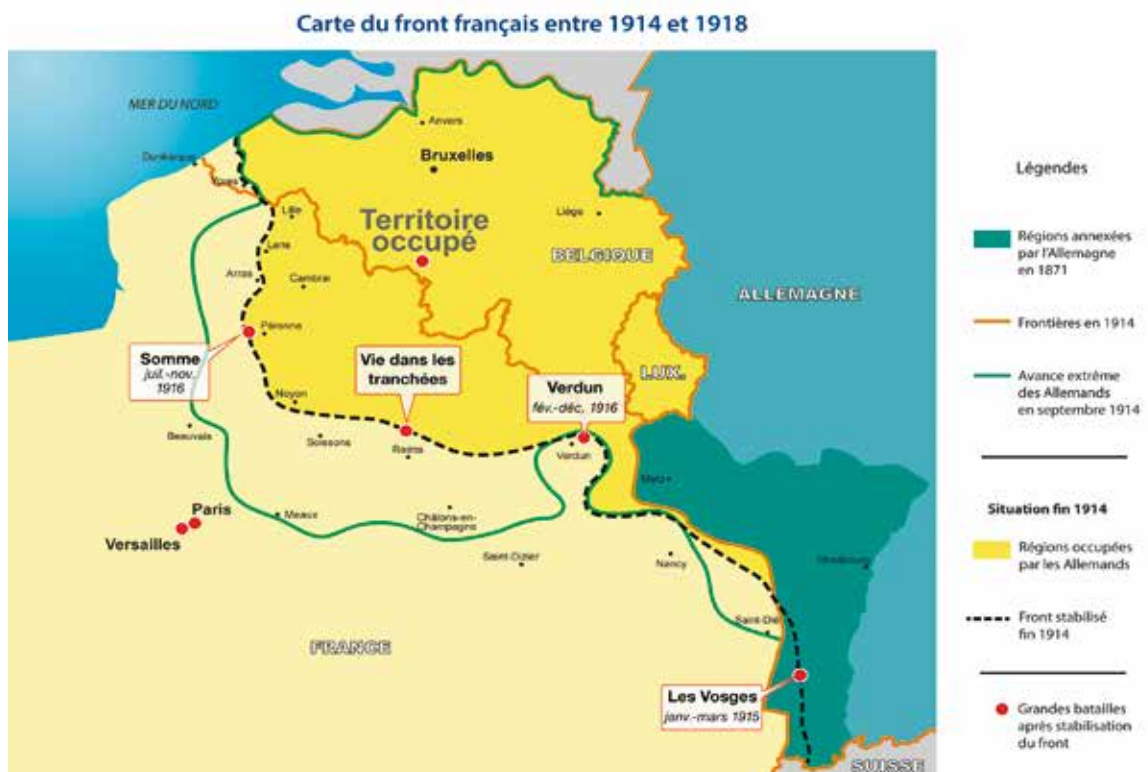 Carte du front français entre 1914 et 1918
MER DU NORD
Dunkerque
Ypres
Anvers
Bruxelles
Lille
Lens
Arras
Cambrai
Territoire
occupé
Liége
BELGIQUE
ALLEMAGNE
LUX.
Péronne
Somme
juil.-nov.
1916
Vie dans les
tranchées
Verdun
fév.-déc. 1916
Noyon
Beauvais
Soissons
Reims
Verdun
Metz
Paris
Versailles
Meaux
Châlons-en-
Champagne
Saint-Dizier
Nancy
Strasbourg
Saint-Dié
FRANCE
Les Vosges
janv.-mars 1915
SUISSE
Légendes
Régions annexées
par l'Allemagne
en 1871
Frontières en 1914
Avance extrême
des Allemands
en septembre 1914
Situation fin 1914
Régions occupées
par les Allemands
Front stabilisé
fin 1914
Grandes batailles
après stabilisation
du front